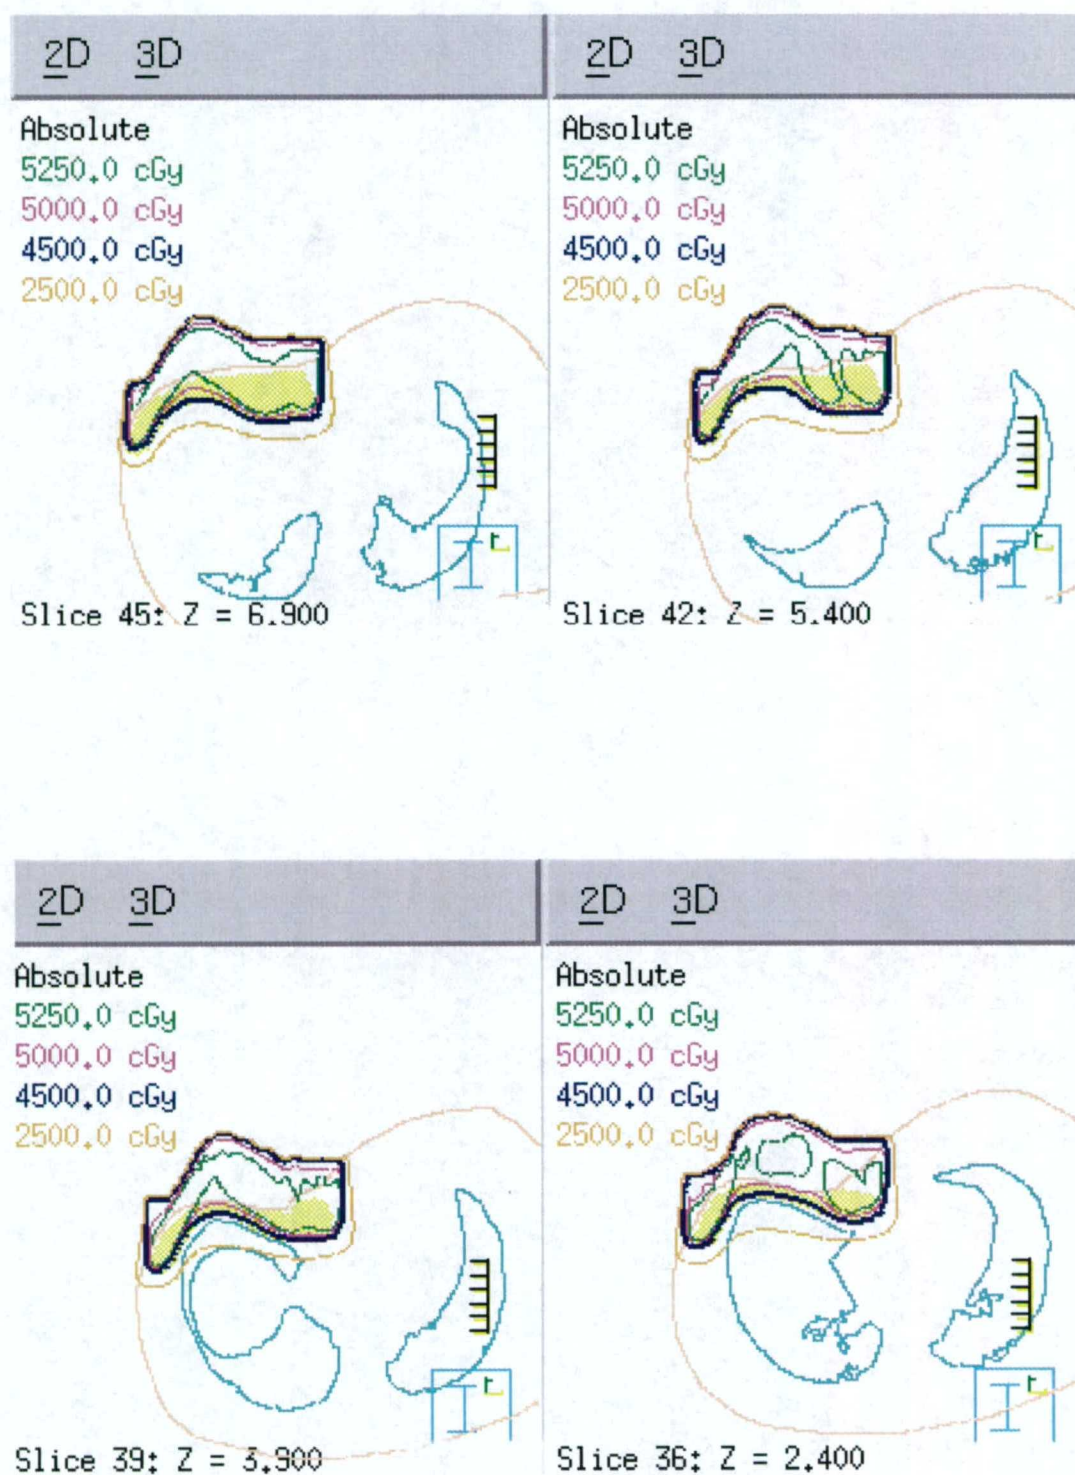 2D 3D
Absolute
5250.0 cGy
5000.0 cGy
4500.0 cGy
2500.0 cGy
Slice 45: Z = 6.900
2D 3D
Absolute
5250.0 cGy
5000.0 cGy
4500.0 cGy
2500.0 cGy
Slice 42: Z = 5.400
2D 3D
Absolute
5250.0 cGy
5000.0 cGy
4500.0 cGy
2500.0 cGy
Slice 39: Z = 3.900
2D 3D
Absolute
5250.0 cGy
5000.0 cGy
4500.0 cGy
2500.0 cGy
Slice 36: Z = 2.400